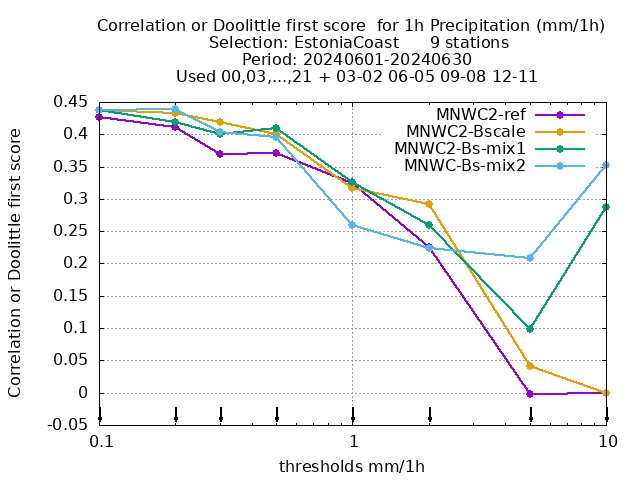 Correlation or Doolittle first score  for 1h Precipitation (mm/1h)
Selection: EstoniaCoast      9 stations
Period: 20240601-20240630
Used 00,03,...,21 + 03-02 06-05 09-08 12-11
MNWC2-ref
MNWC2-Bscale
MNWC2-Bs-mix1
MNWC-Bs-mix2
Correlation or Doolittle first score
0.45
0.4
0.35
0.3
0.25
0.2
0.15
0.1
0.05
0
-0.05
0.1
1
10
thresholds mm/1h